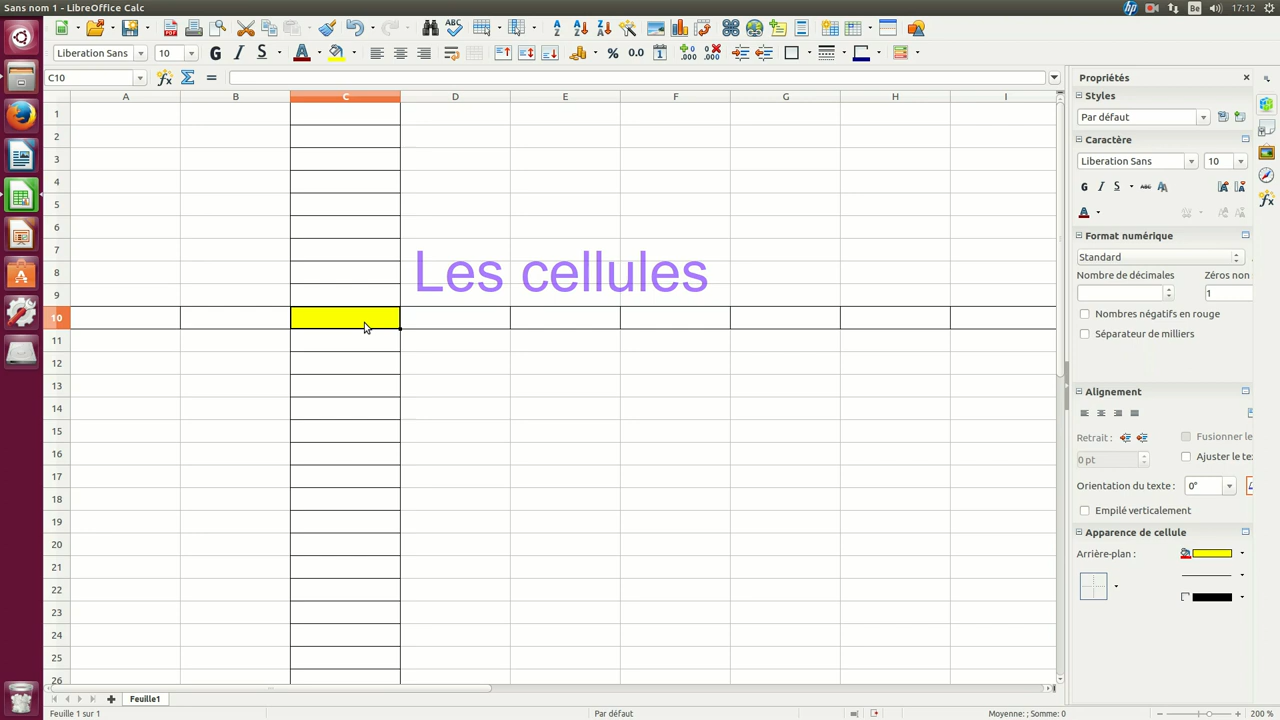 Sans nom 1 - LibreOffice Calc
Be
17:12
Liberation Sans
10
G I S
% 0.0
C10
A B C D E F G H I
1
2
3
4
5
6
7
8
9
10
11
12
13
14
15
16
17
18
19
20
21
22
23
24
25
26
Les cellules
Propriétés
Styles
Par défaut
Caractère
Liberation Sans
10
G I S
Format numérique
Standard
Nombre de décimales
Zéros non
1
Nombres négatifs en rouge
Séparateur de milliers
Alignement
Retrait :
Fusionner le
0 pt
Ajuster le te
Orientation du texte :
0°
Empilé verticalement
Apparence de cellule
Arrière-plan :
Feuille1
Feuille 1 sur 1
Par défaut
Moyenne: ; Somme: 0
200 %